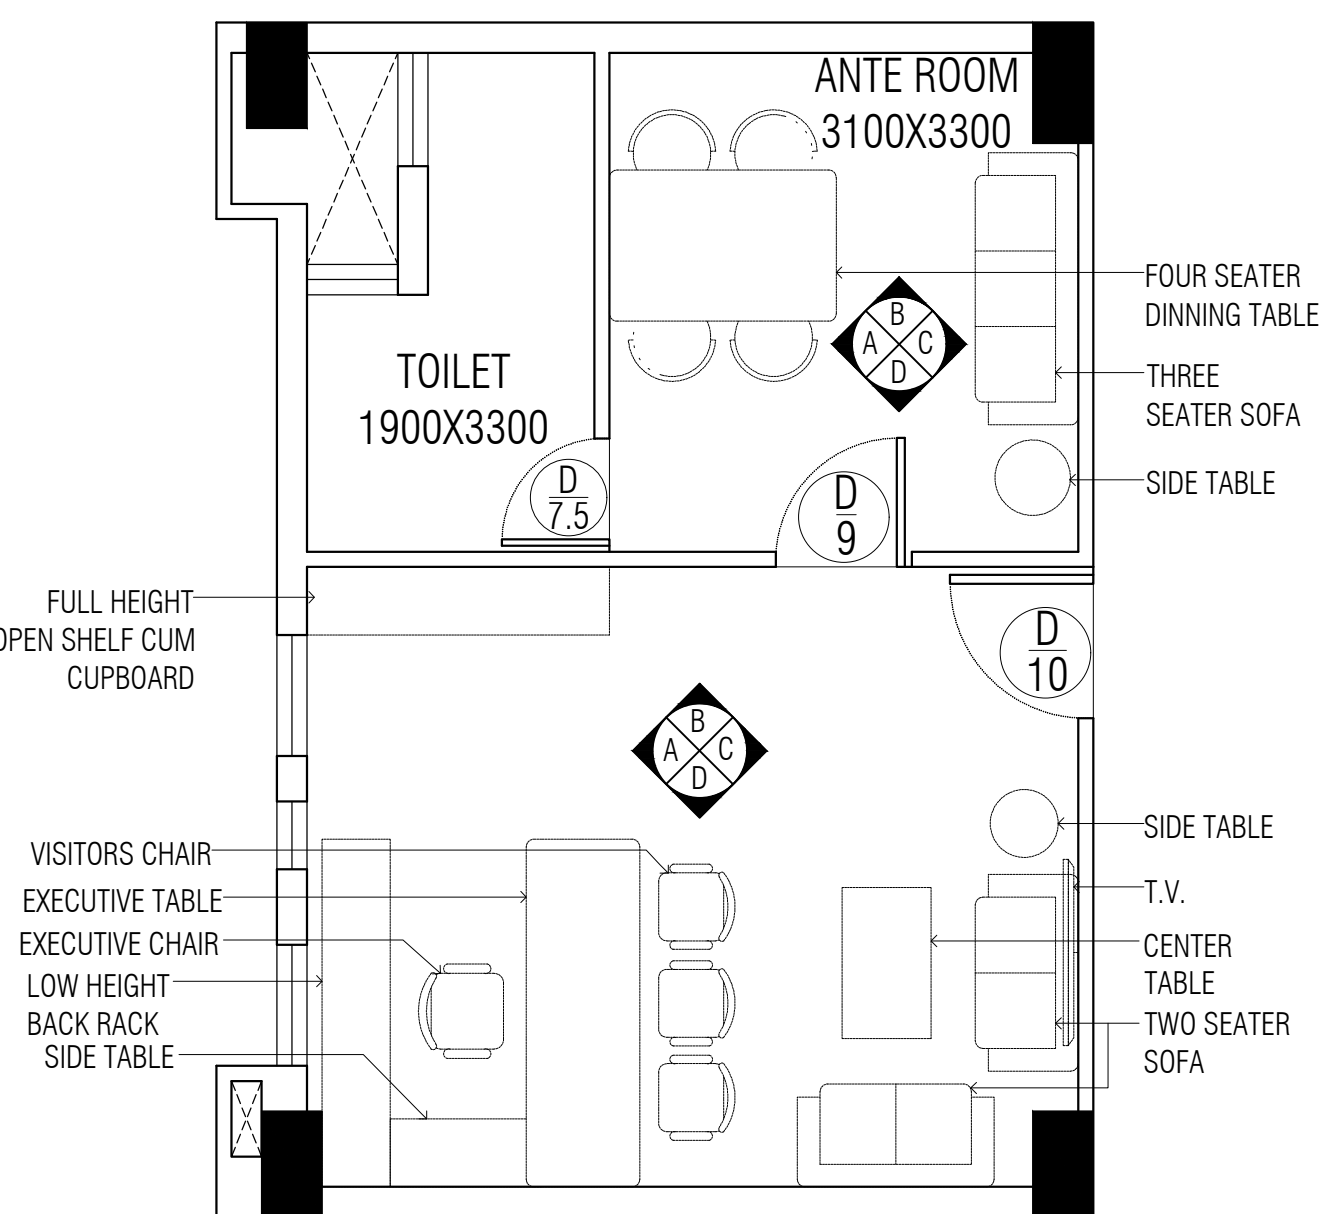 ANTE ROOM
3100X3300
FOUR SEATER
DINNING TABLE
B
A C
D
TOILET
1900X3300
THREE
SEATER SOFA
D
7.5
D
9
SIDE TABLE
FULL HEIGHT
OPEN SHELF CUM
CUPBOARD
D
10
B
A C
D
SIDE TABLE
VISITORS CHAIR
EXECUTIVE TABLE
T.V.
EXECUTIVE CHAIR
CENTER
TABLE
LOW HEIGHT
BACK RACK
TWO SEATER
SOFA
SIDE TABLE